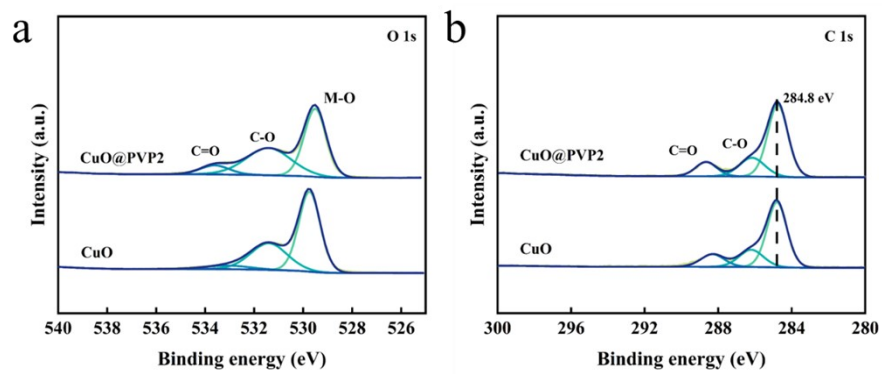 a
O 1s
M-O
C-O
C=O
CuO@PVP2
CuO
Intensity (a.u.)
540 538 536 534 532 530 528 526
Binding energy (eV)
b
C 1s
284.8 eV
C-O
C=O
CuO@PVP2
CuO
Intensity (a.u.)
300 296 292 288 284 280
Binding energy (eV)